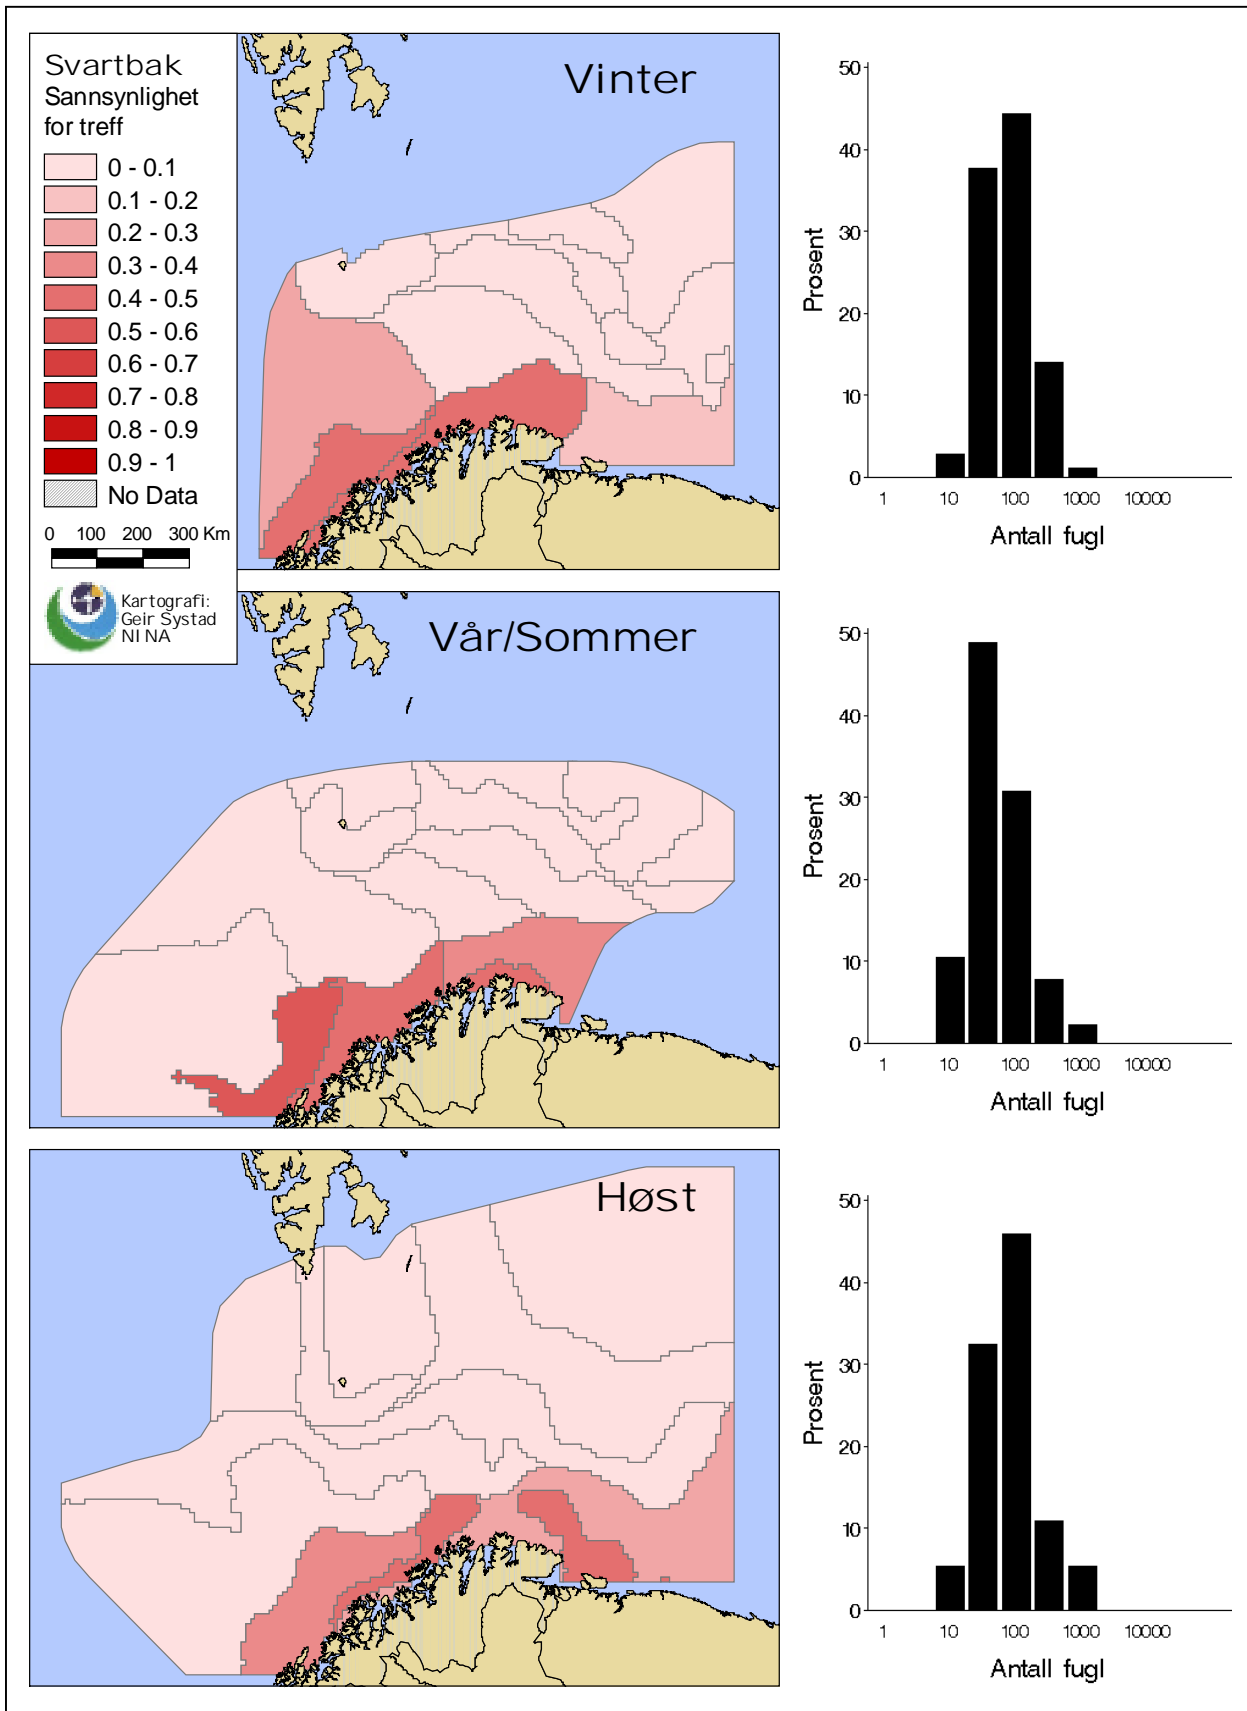 Svartbak
Sannsynlighet
for treff
0 - 0.1
0.1 - 0.2
0.2 - 0.3
0.3 - 0.4
0.4 - 0.5
0.5 - 0.6
0.6 - 0.7
0.7 - 0.8
0.8 - 0.9
0.9 - 1
No Data
0 100 200 300 Km
Kartografi:
Geir Systad
NINA
Vinter
50
40
30
20
10
0
Prosent
1 10 100 1000 10000
Antall fugl
Vår/Sommer
50
40
30
20
10
0
Prosent
1 10 100 1000 10000
Antall fugl
Høst
50
40
30
20
10
0
Prosent
1 10 100 1000 10000
Antall fugl